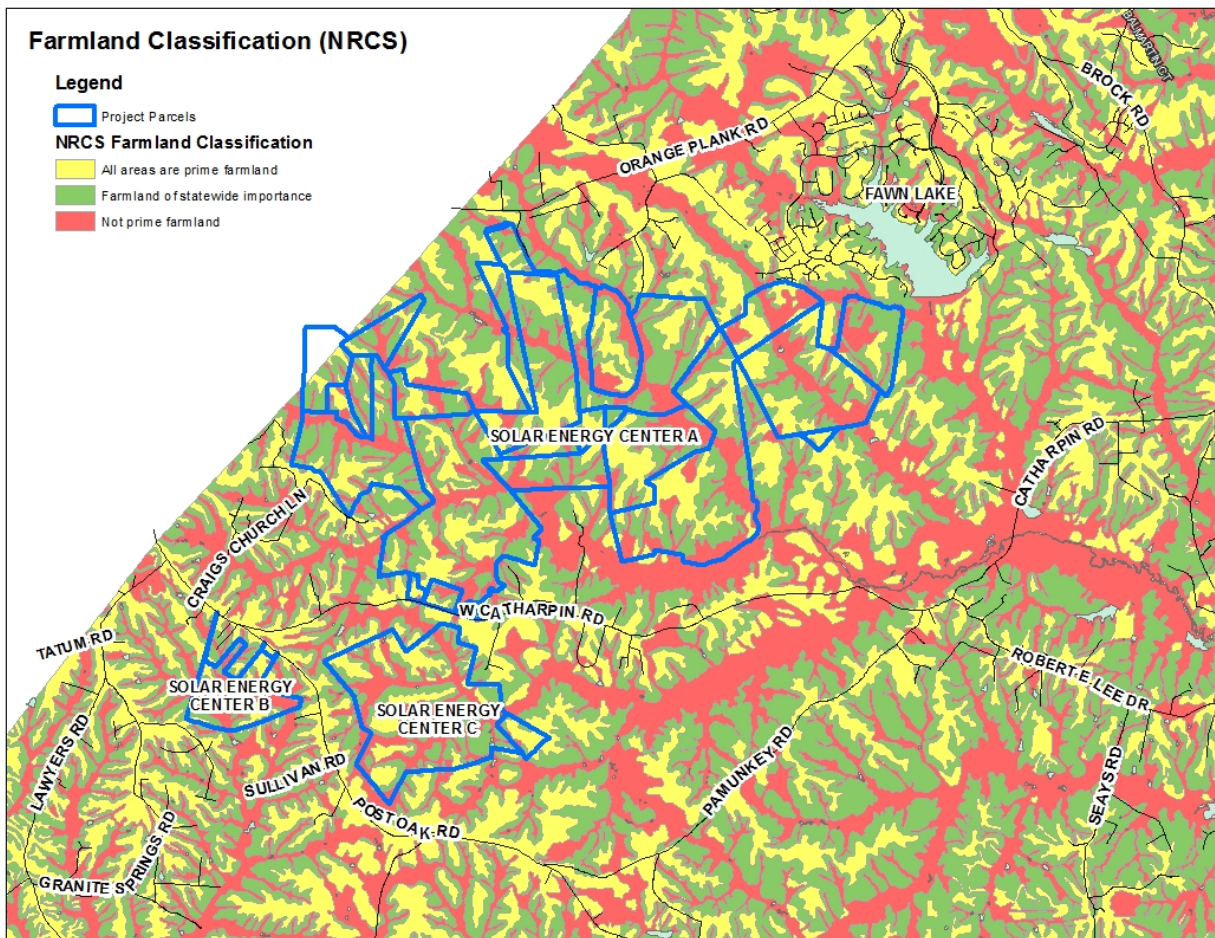 Farmland Classification (NRCS)
Legend
Project Parcels
NRCS Farmland Classification
All areas are prime farmland
Farmland of statewide importance
Not prime farmland
BALMARTIN CT
BROCK RD
ORANGE PLANK RD
FAWN LAKE
SOLAR ENERGY CENTER A
CATHARPIN RD
CRAIGS CHURCH LN
W CATHARPIN RD
TATUM RD
ROBERT E LEE DR
SOLAR ENERGY
CENTER B
SOLAR ENERGY
CENTER C
LAWYERS RD
SULLIVAN RD
PAMUNKEY RD
SEAYS RD
POST OAK RD
GRANITE SPRINGS RD